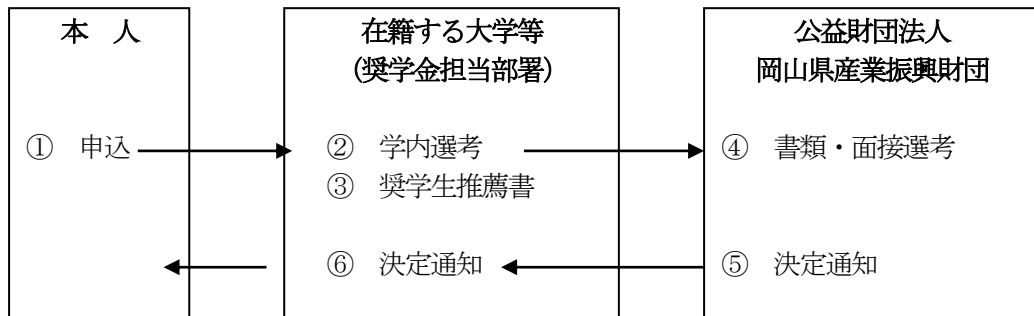 本　人
在籍する大学等
(奨学金担当部署)
公益財団法人
岡山県産業振興財団
①　申込
②　学内選考
④　書類・面接選考
③　奨学生推薦書
⑥　決定通知
⑤　決定通知